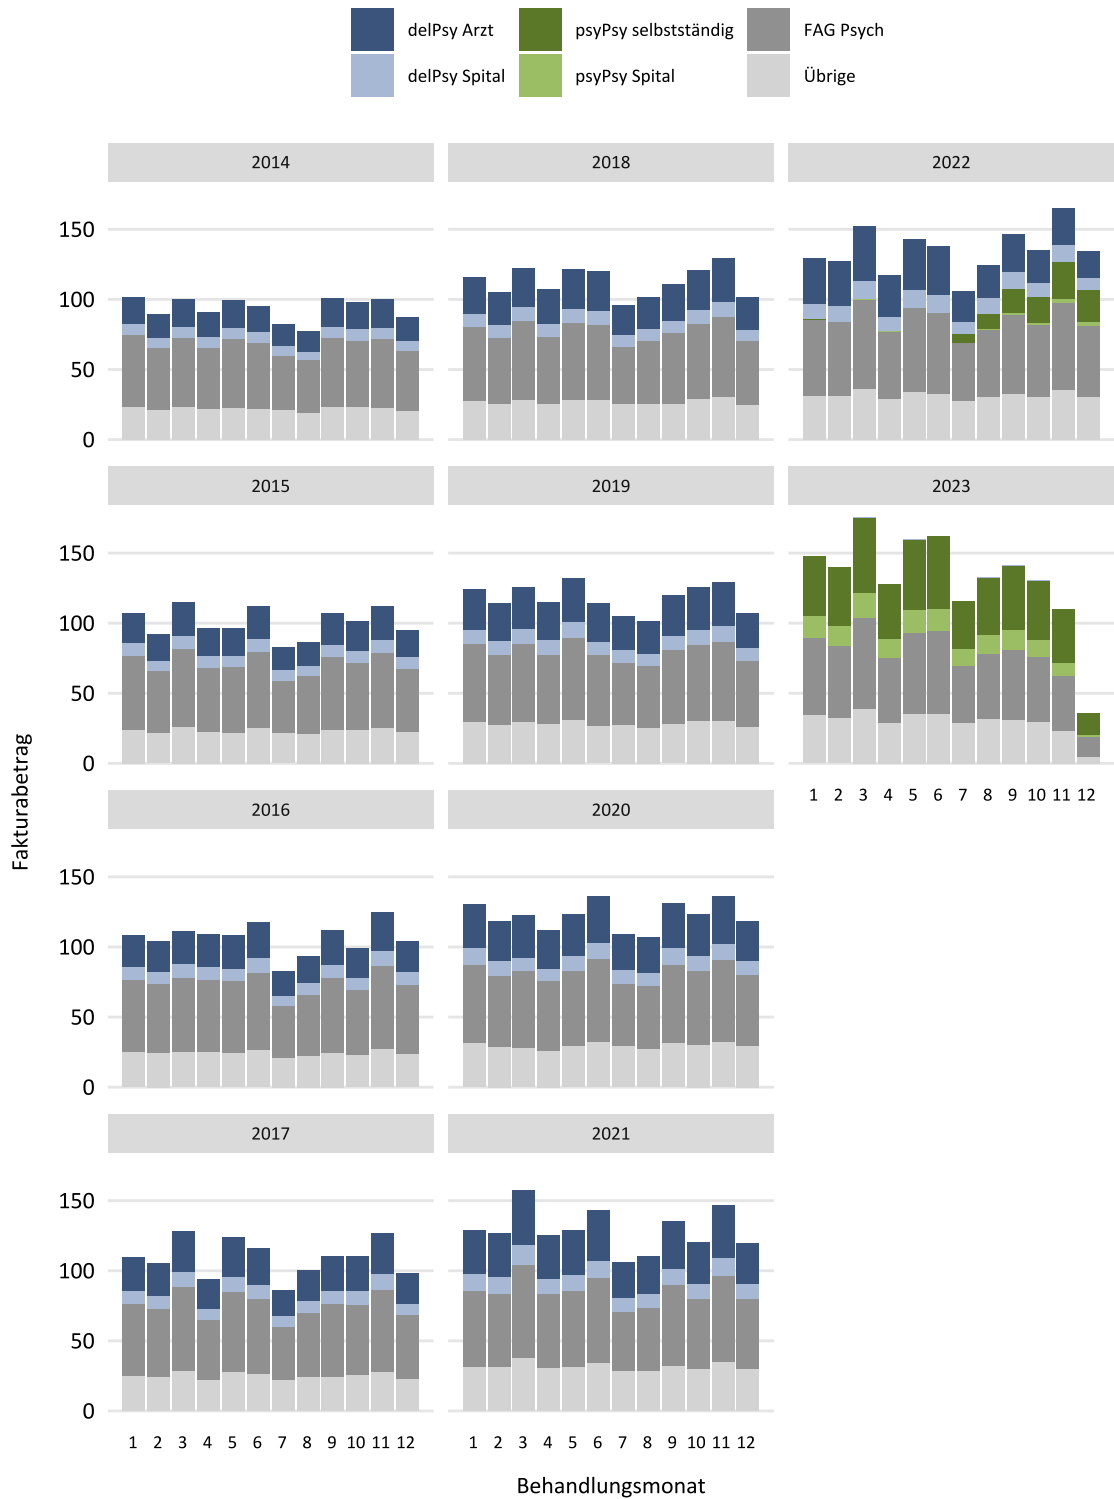 delPsy Arzt psyPsy selbstständig FAG Psych
delPsy Spital psyPsy Spital Übrige
2014 2018 2022
150
100
50
0
2015 2019 2023
150
100
50
0
1 2 3 4 5 6 7 8 9 10 11 12
Fakturabetrag
2016 2020
150
100
50
0
2017 2021
150
100
50
0
1 2 3 4 5 6 7 8 9 10 11 12 1 2 3 4 5 6 7 8 9 10 11 12
Behandlungsmonat